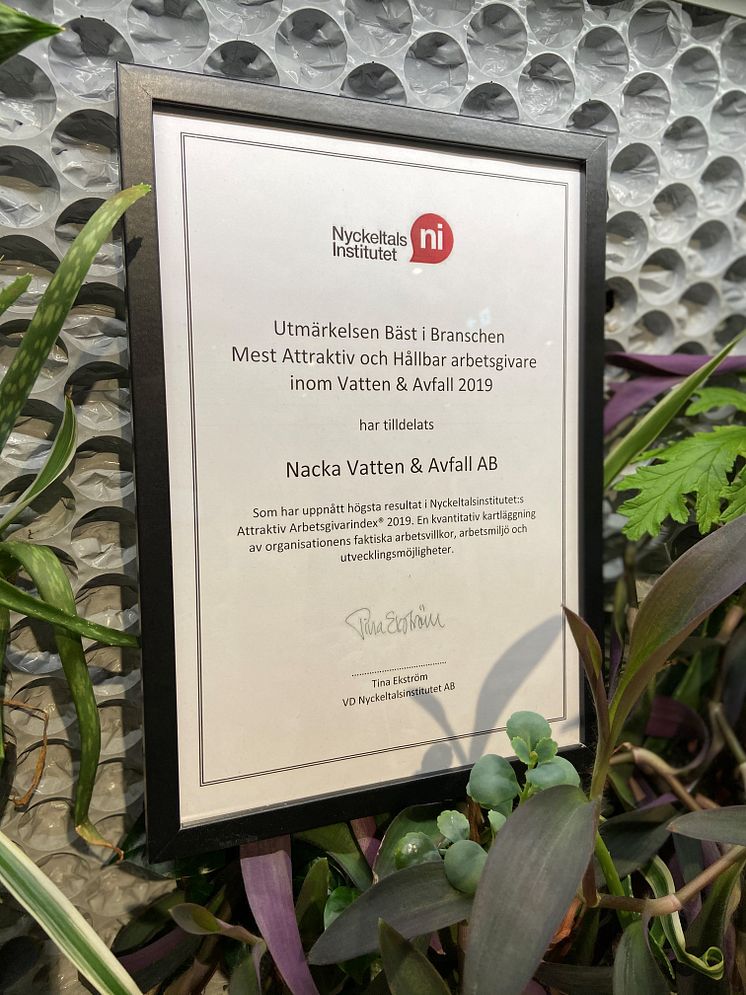 Nyckeltals
Institutet
ni
Utmärkelsen Bäst i Branschen
Mest Attraktiv och Hållbar arbetsgivare
inom Vatten & Avfall 2019
har tilldelats
Nacka Vatten & Avfall AB
Som har uppnått högsta resultat i Nyckeltalsinstitutet:s
Attraktiv Arbetsgivarindex® 2019. En kvantitativ kartläggning
av organisationens faktiska arbetsvillkor, arbetsmiljö och
utvecklingsmöjligheter.
Tina Ekström
Tina Ekström
VD Nyckeltalsinstitutet AB